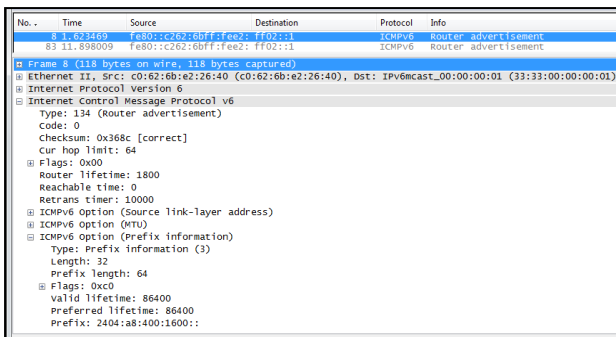 No. . Time Source Destination Protocol Info
8 1.623469 fe80::c262:6bff:fee2: ff02::1 ICMPv6 Router advertisement
83 11.898009 fe80::c262:6bff:fee2: ff02::1 ICMPv6 Router advertisement
Frame 8 (118 bytes on wire, 118 bytes captured)
Ethernet II, Src: c0:62:6b:e2:26:40 (c0:62:6b:e2:26:40), Dst: IPv6mcast_00:00:00:01 (33:33:00:00:00:01)
Internet Protocol Version 6
Internet Control Message Protocol v6
Type: 134 (Router advertisement)
Code: 0
Checksum: 0x368c [correct]
Cur hop limit: 64
Flags: 0x00
Router lifetime: 1800
Reachable time: 0
Retrans timer: 10000
ICMPv6 Option (Source link-layer address)
ICMPv6 Option (MTU)
ICMPv6 Option (Prefix information)
Type: Prefix information (3)
Length: 32
Prefix length: 64
Flags: 0xc0
Valid lifetime: 86400
Preferred lifetime: 86400
Prefix: 2404:a8:400:1600::